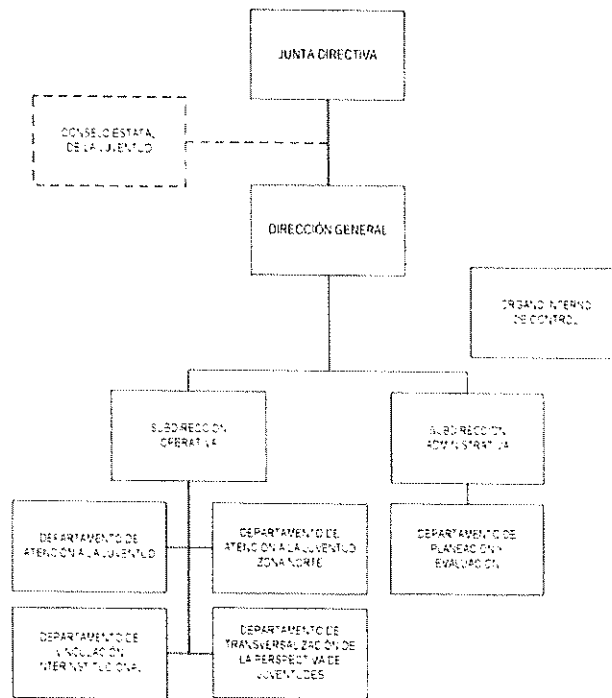 JUNTA DIRECTIVA
CONSEJO ESTATAL
DE LA JUVENTUD
DIRECCIÓN GENERAL
ÓRGANO INTERNO
DE CONTROL
SUBDIRECCIÓN
OPERATIVA
SUBDIRECCIÓN
ADMINISTRATIVA
DEPARTAMENTO DE
ATENCIÓN A LA JUVENTUD
DEPARTAMENTO DE
ATENCIÓN A LA JUVENTUD
ZONA NORTE
DEPARTAMENTO DE
PLANEACIÓN Y
EVALUACIÓN
DEPARTAMENTO DE
VINCULACIÓN
INTERINSTITUCIONAL
DEPARTAMENTO DE
TRANSVERSALIZACIÓN DE
LA PERSPECTIVA DE
JUVENTUDES